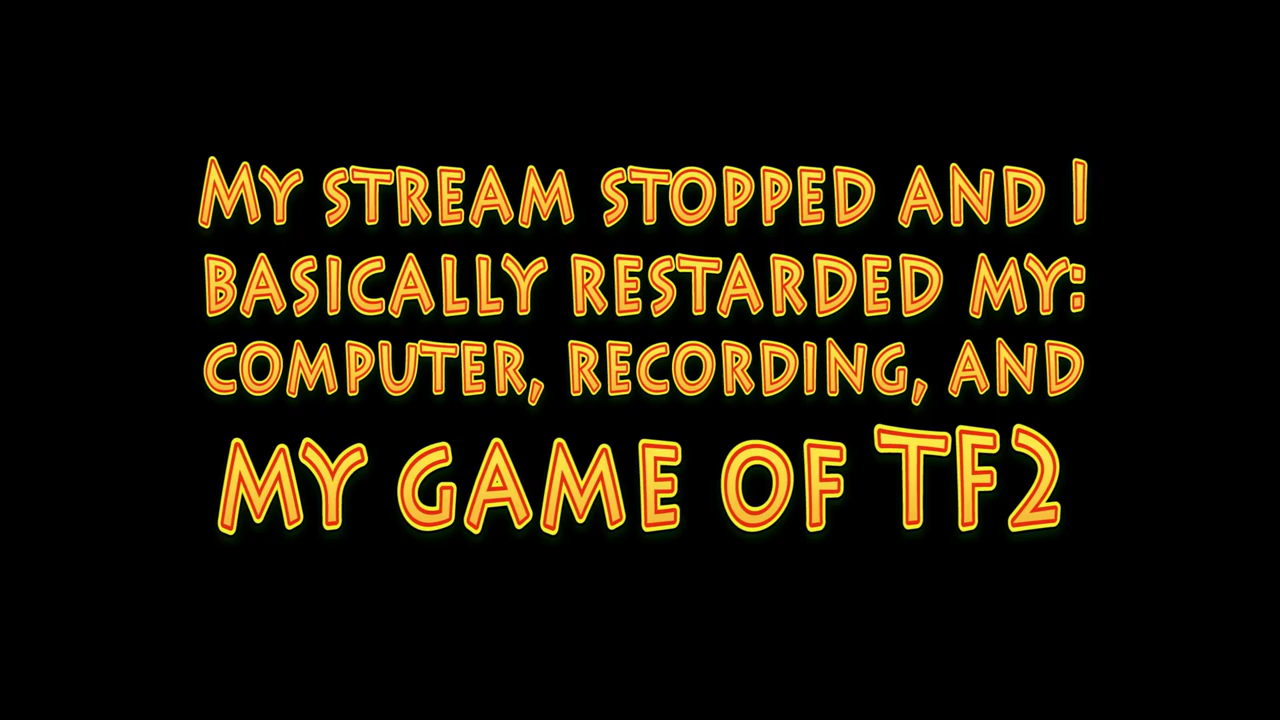 My stream stopped and I
basically restarded my:
computer, recording, and
my game of TF2